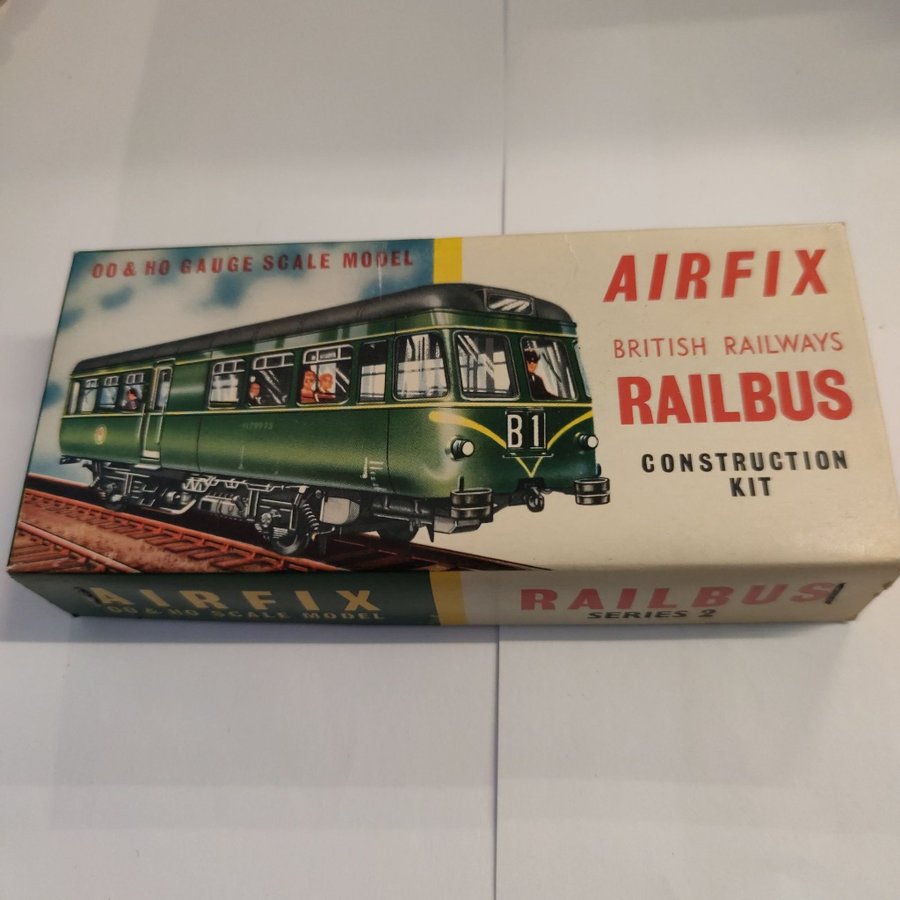 OO & HO GAUGE SCALE MODEL
AIRFIX
BRITISH RAILWAYS
RAILBUS
CONSTRUCTION
KIT
B1
AIRFIX
OO & HO SCALE MODEL
RAILBUS
SERIES 2